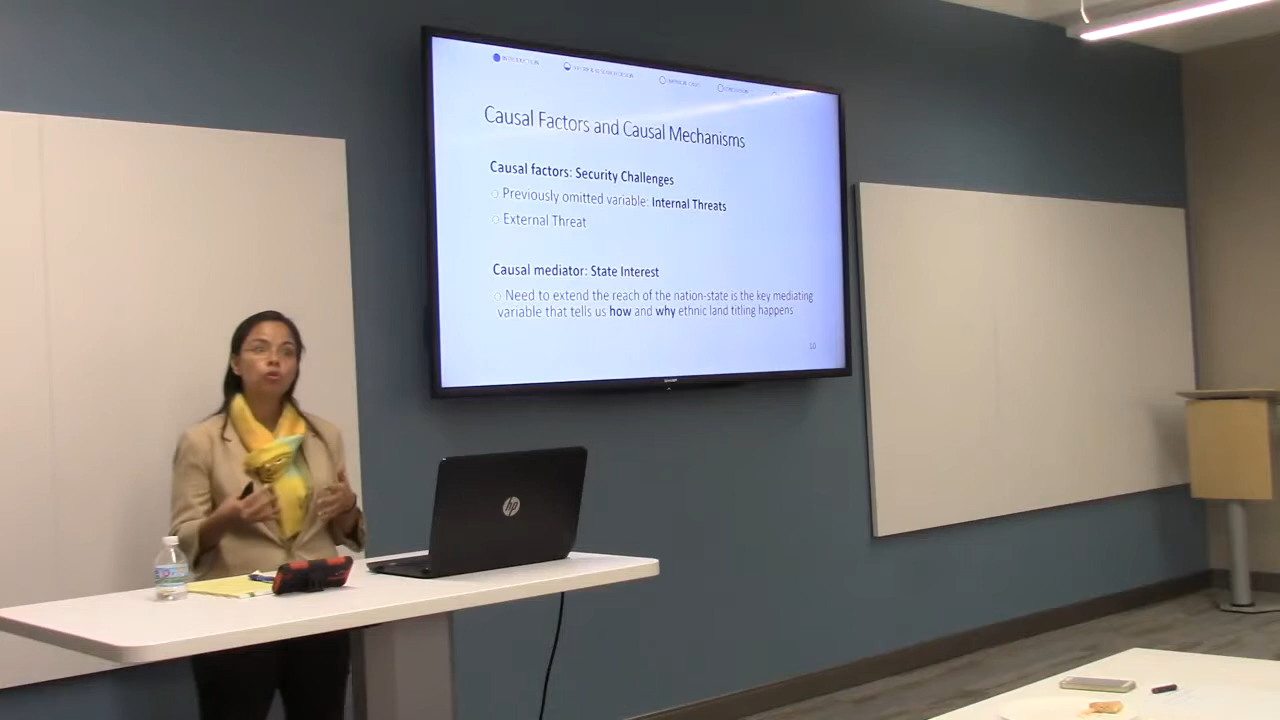 INTRODUCTION
Causal Factors and Causal Mechanisms
Causal factors: Security Challenges
Previously omitted variable: Internal Threats
External Threat
Causal mediator: State Interest
Need to extend the reach of the nation-state is the key mediating
variable that tells us how and why ethnic land titling happens
10
SHARP
hp